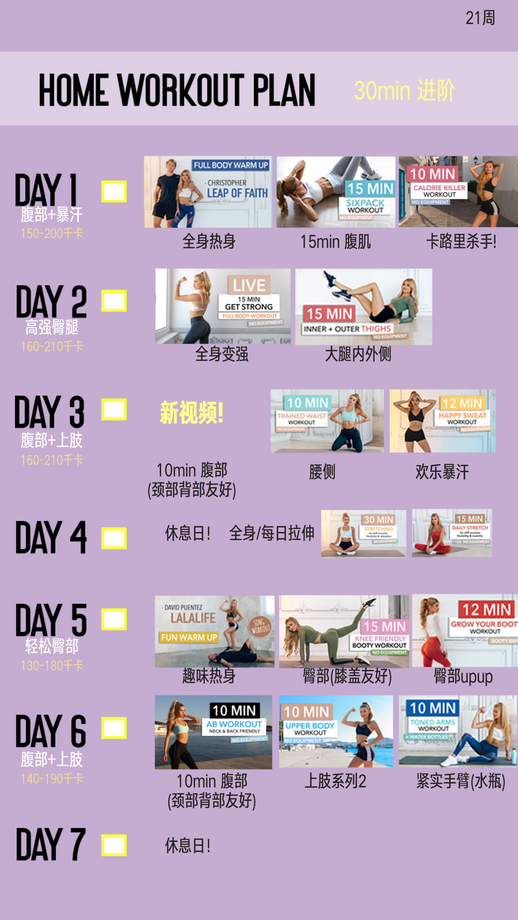 21周
HOME WORKOUT PLAN
30min 进阶
DAY 1
腹部+暴汗
150-200千卡
FULL BODY WARM UP
· CHRISTOPHER
LEAP OF FAITH
全身热身
15 MIN
SIXPACK
WORKOUT
NO EQUIPMENT
15min 腹肌
10 MIN
CALORIE KILLER
WORKOUT
NO EQUIPMENT
卡路里杀手!
DAY 2
高强臀腿
160-210千卡
LIVE
15 MIN
GET STRONG
FULL BODY WORKOUT
NO EQUIPMENT
全身变强
15 MIN
INNER + OUTER THIGHS
NO EQUIPMENT
大腿内外侧
DAY 3
腹部+上肢
160-210千卡
新视频!
10min 腹部
(颈部背部友好)
10 MIN
TRAINED WAIST
WORKOUT
NO EQUIPMENT
腰侧
12 MIN
HAPPY SWEAT
WORKOUT
欢乐暴汗
DAY 4
休息日!
全身/每日拉伸
30 MIN
STRETCHING
15 MIN
DAILY STRETCH
DAY 5
轻松臀部
130-180千卡
· DAVID PUENTEZ
LALALIFE
SONG
WORKOUT
FUN WARM UP
趣味热身
15 MIN
KNEE FRIENDLY
BOOTY WORKOUT
NO EQUIPMENT
臀部(膝盖友好)
12 MIN
GROW YOUR BOOT
WORKOUT
臀部upup
DAY 6
腹部+上肢
140-190千卡
10 MIN
AB WORKOUT
NECK & BACK FRIENDLY
NO EQUIPMENT
10min 腹部
(颈部背部友好)
10 MIN
UPPER BODY
WORKOUT
NO EQUIPMENT
上肢系列2
10 MIN
TONED ARMS
WORKOUT
+ WATER BOTTLES
紧实手臂(水瓶)
DAY 7
休息日!